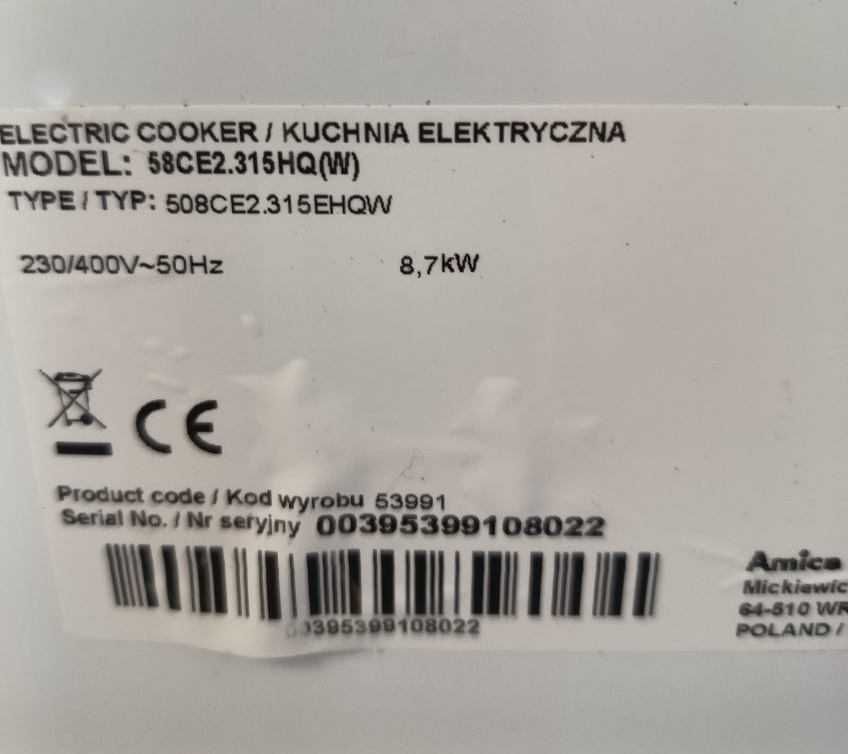 ELECTRIC COOKER / KUCHNIA ELEKTRYCZNA
MODEL: 58CE2.315HQ(W)
TYPE / TYP: 508CE2.315EHQW
230/400V~50Hz 8,7kW
CE
Product code / Kod wyrobu 53991
Serial No. / Nr seryjny 00395399108022
00395399108022
Amica
Mickiewic
64-510 WR
POLAND /